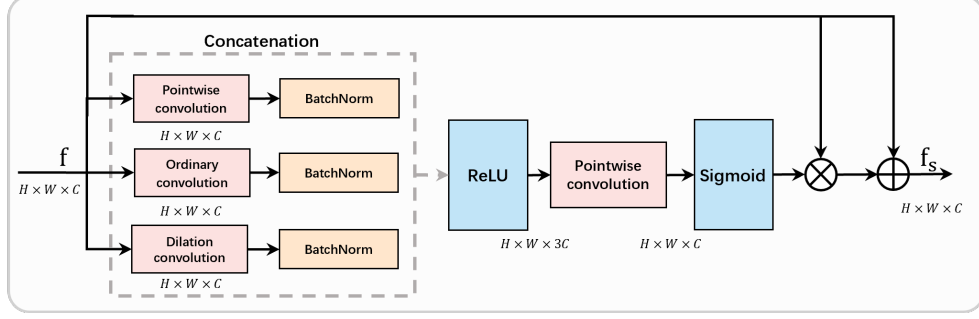 Concatenation
Pointwise
convolution
BatchNorm
H × W × C
f
H × W × C
Ordinary
convolution
BatchNorm
H × W × C
Dilation
convolution
BatchNorm
H × W × C
ReLU
H × W × 3C
Pointwise
convolution
H × W × C
Sigmoid
fs
H × W × C